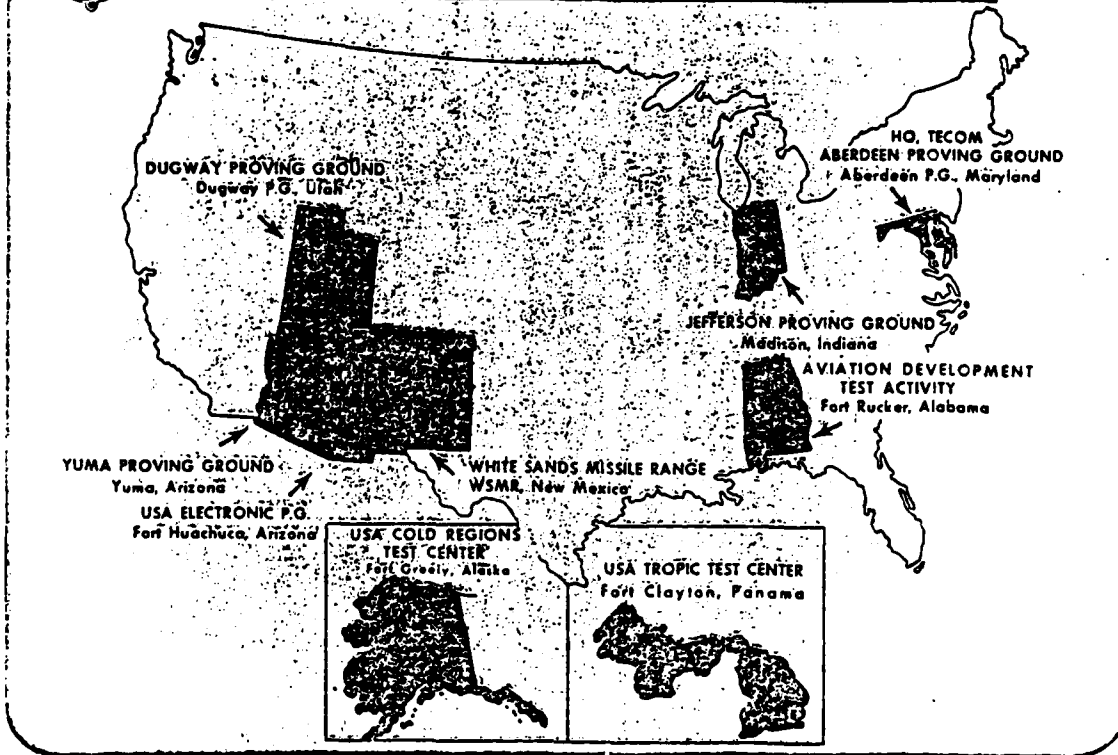 HQ, TECOM
ABERDEEN PROVING GROUND
Aberdeen P.G., Maryland
DUGWAY PROVING GROUND
Dugway P.G., Utah
JEFFERSON PROVING GROUND
Madison, Indiana
AVIATION DEVELOPMENT
TEST ACTIVITY
Fort Rucker, Alabama
YUMA PROVING GROUND
Yuma, Arizona
WHITE SANDS MISSILE RANGE
WSMR, New Mexico
USA ELECTRONIC P.G.
Fort Huachuca, Arizona
USA COLD REGIONS
TEST CENTER
Fort Greely, Alaska
USA TROPIC TEST CENTER
Fort Clayton, Panama